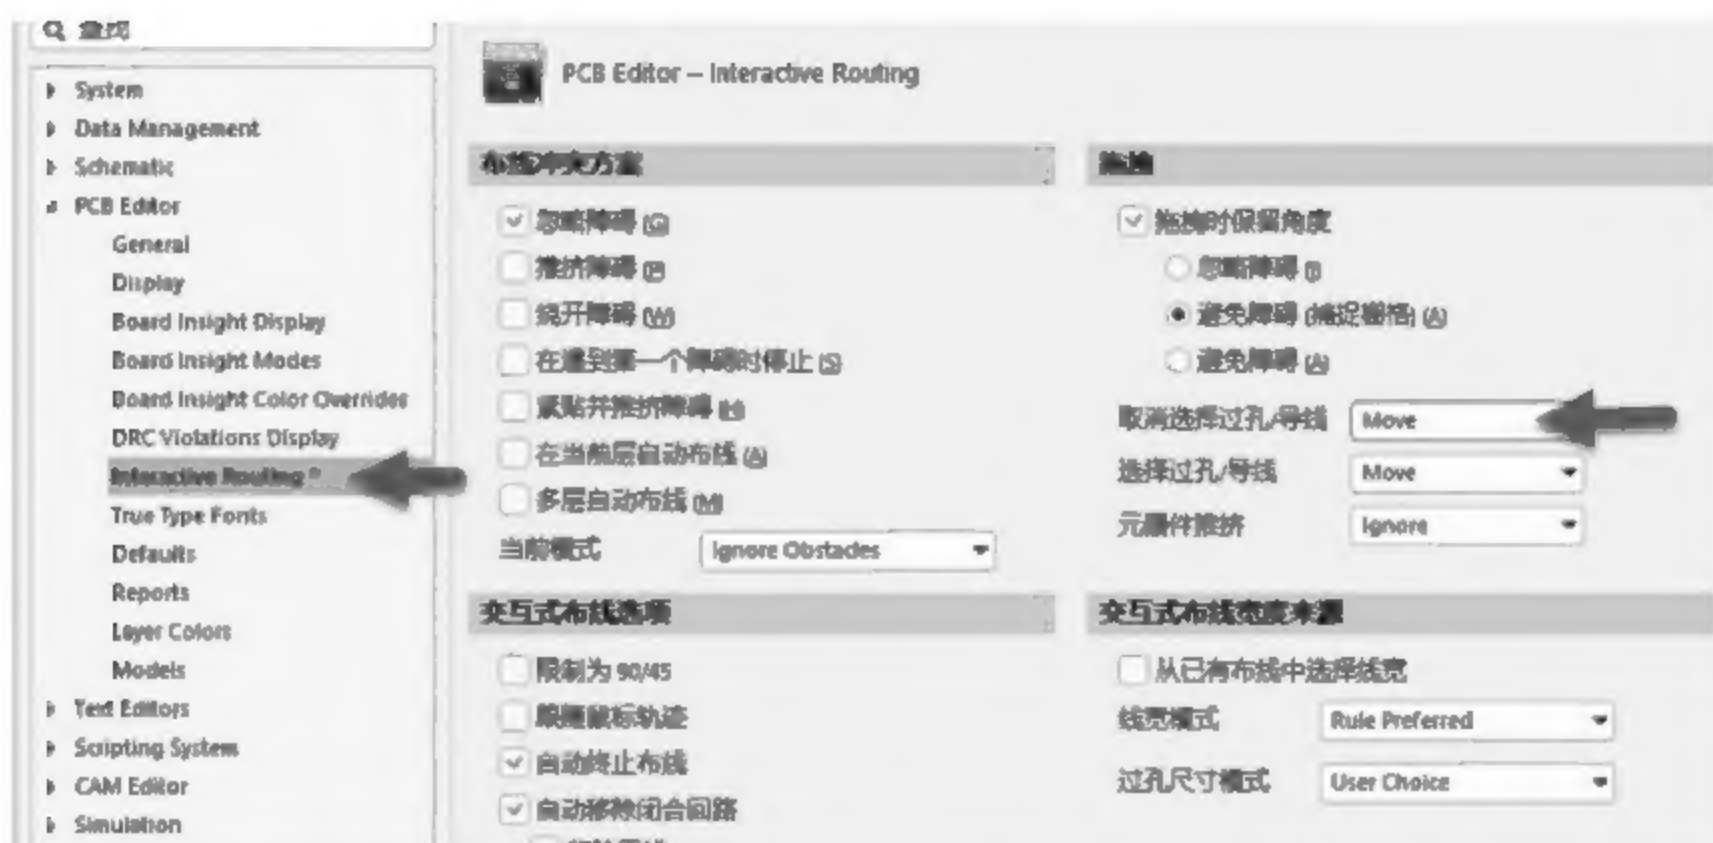 查找
System
Data Management
Schematic
PCB Editor
General
Display
Board Insight Display
Board Insight Modes
Board Insight Color Overrides
DRC Violations Display
Interactive Routing *
True Type Fonts
Defaults
Reports
Layer Colors
Models
Text Editors
Scripting System
CAM Editor
Simulation
PCB Editor – Interactive Routing
布线冲突方案
忽略障碍 (G)
推挤障碍 (P)
绕开障碍 (W)
在遇到第一个障碍时停止 (S)
紧贴并推挤障碍 (H)
在当前层自动布线 (A)
多层自动布线 (M)
当前模式 Ignore Obstacles
交互式布线选项
限制为 90/45
跟随鼠标轨迹
自动终止布线
自动移除闭合回路
拖拽
拖拽时保留角度
忽略障碍 (I)
避免障碍 (捕捉栅格) (A)
避免障碍 (A)
取消选择过孔/导线 Move
选择过孔/导线 Move
元器件推挤 Ignore
交互式布线宽度来源
从已有布线中选择线宽
线宽模式 Rule Preferred
过孔尺寸模式 User Choice